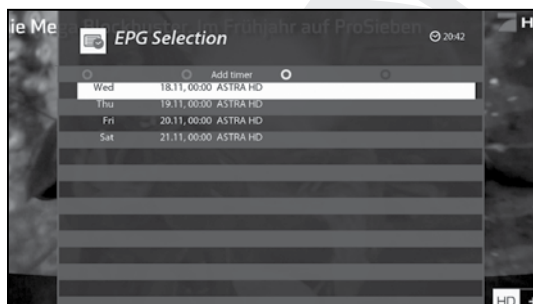 ie Mega Blockbuster. Im Frühjahr auf ProSieben
EPG Selection
20:42
Add timer
Wed 18.11, 00:00 ASTRA HD
Thu 19.11, 00:00 ASTRA HD
Fri 20.11, 00:00 ASTRA HD
Sat 21.11, 00:00 ASTRA HD
H
HD +